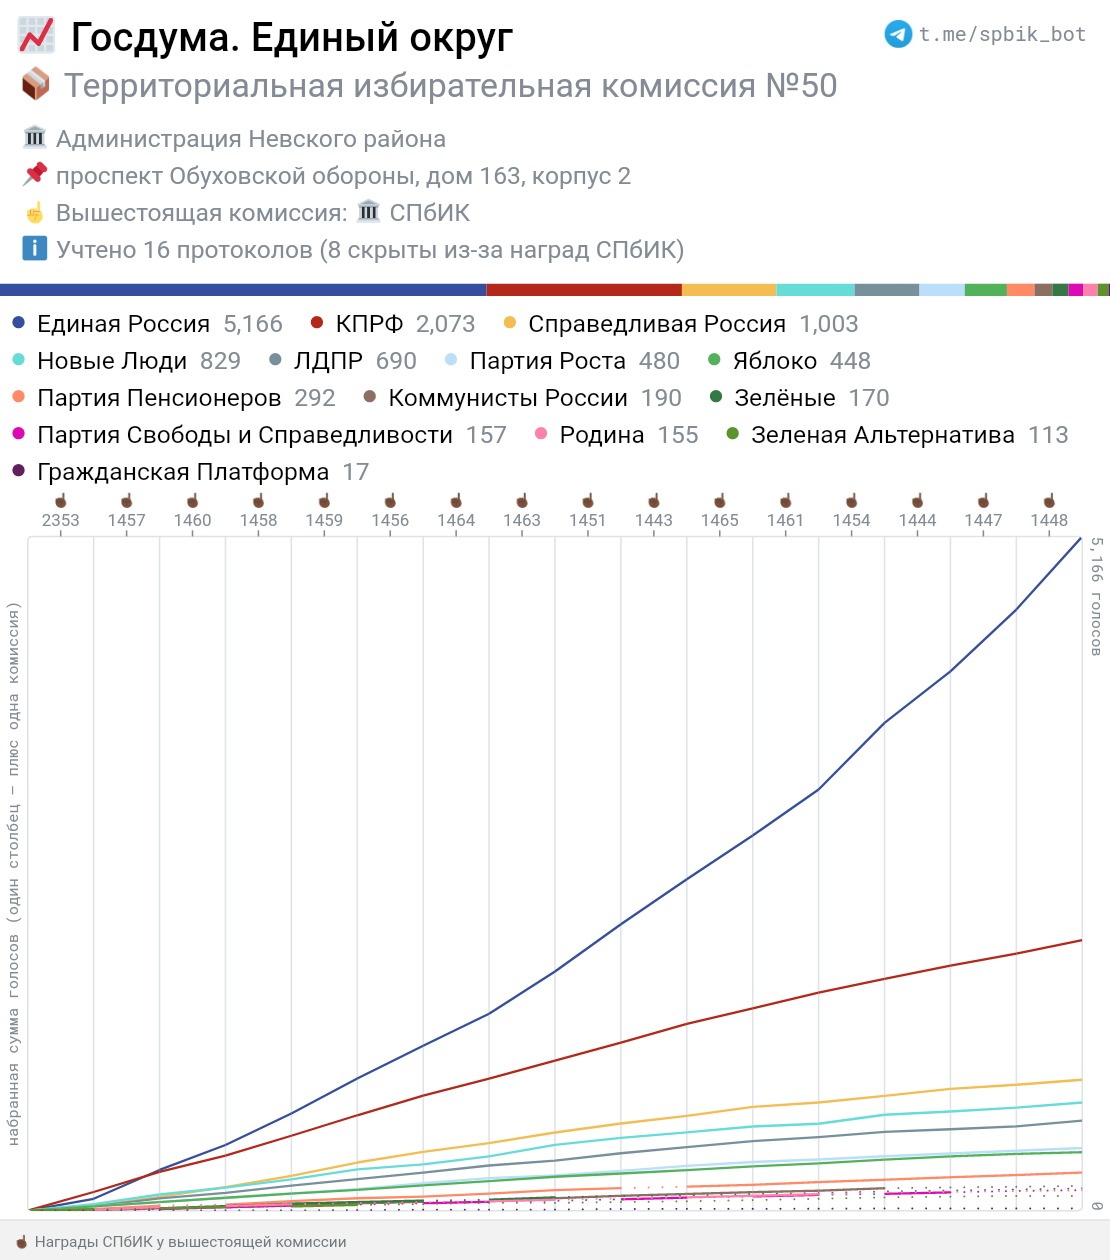 Госдума. Единый округ
t.me/spbik_bot
Территориальная избирательная комиссия №50
Администрация Невского района
проспект Обуховской обороны, дом 163, корпус 2
Вышестоящая комиссия: СПбИК
Учтено 16 протоколов (8 скрыты из-за наград СПбИК)
Единая Россия 5,166 КПРФ 2,073 Справедливая Россия 1,003
Новые Люди 829 ЛДПР 690 Партия Роста 480 Яблоко 448
Партия Пенсионеров 292 Коммунисты России 190 Зелёные 170
Партия Свободы и Справедливости 157 Родина 155 Зеленая Альтернатива 113
Гражданская Платформа 17
2353 1457 1460 1458 1459 1456 1464 1463 1451 1443 1465 1461 1454 1444 1447 1448
набранная сумма голосов (один столбец — плюс одна комиссия)
5,166 голосов
0
Награды СПбИК у вышестоящей комиссии